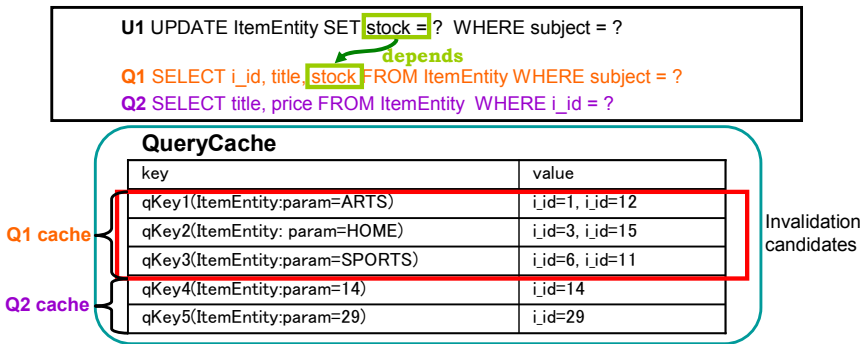 U1 UPDATE ItemEntity SET stock = ? WHERE subject = ?
depends
Q1 SELECT i_id, title, stock FROM ItemEntity WHERE subject = ?
Q2 SELECT title, price FROM ItemEntity WHERE i_id = ?
QueryCache
key value
qKey1(ItemEntity:param=ARTS) i_id=1, i_id=12
qKey2(ItemEntity: param=HOME) i_id=3, i_id=15
qKey3(ItemEntity:param=SPORTS) i_id=6, i_id=11
qKey4(ItemEntity:param=14) i_id=14
qKey5(ItemEntity:param=29) i_id=29
Q1 cache
Q2 cache
Invalidation
candidates